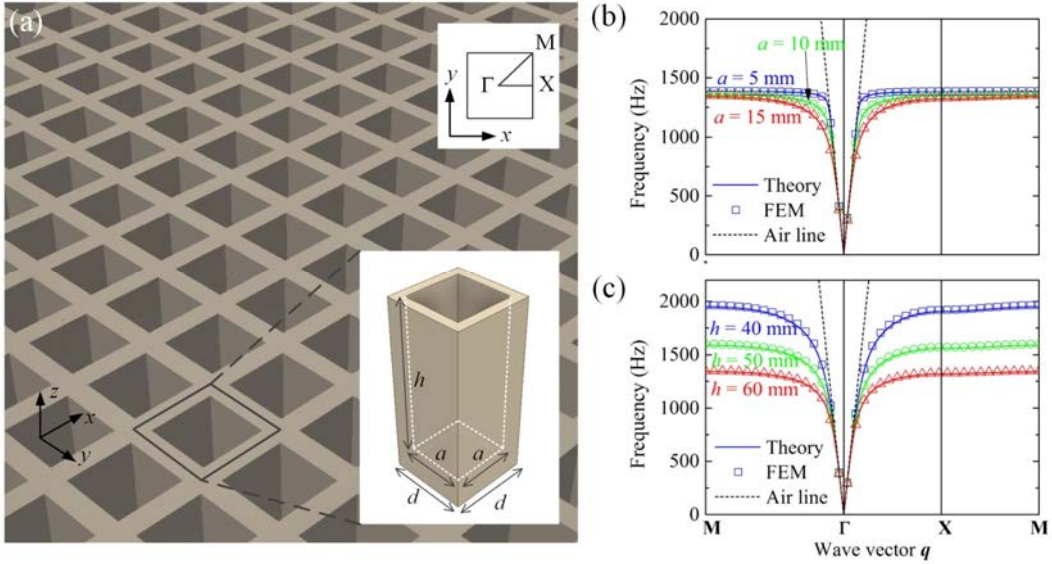 (a)
M
Γ
X
y
x
z
x
y
h
a
a
d
d
(b)
2000
1500
1000
500
0
Frequency (Hz)
a = 10 mm
a = 5 mm
a = 15 mm
Theory
FEM
Air line
(c)
2000
1500
1000
500
0
Frequency (Hz)
h = 40 mm
h = 50 mm
h = 60 mm
Theory
FEM
Air line
M
Γ
X
M
Wave vector q